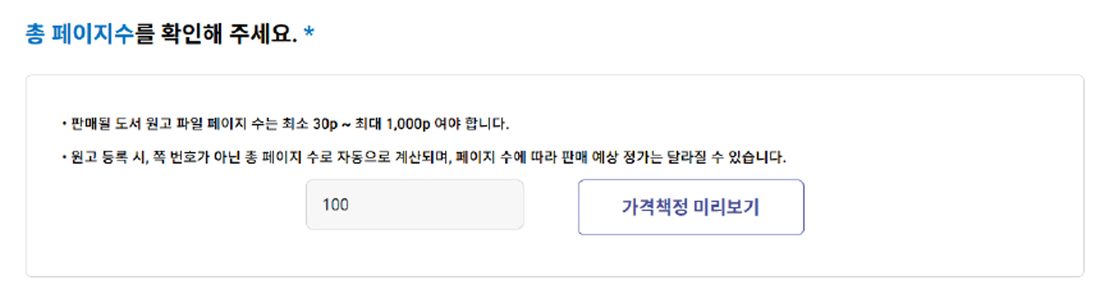 총 페이지수를 확인해 주세요. *
• 판매될 도서 원고 파일 페이지 수는 최소 30p ~ 최대 1,000p 여야 합니다.
• 원고 등록 시, 쪽 번호가 아닌 총 페이지 수로 자동으로 계산되며, 페이지 수에 따라 판매 예상 정가는 달라질 수 있습니다.
100 가격책정 미리보기